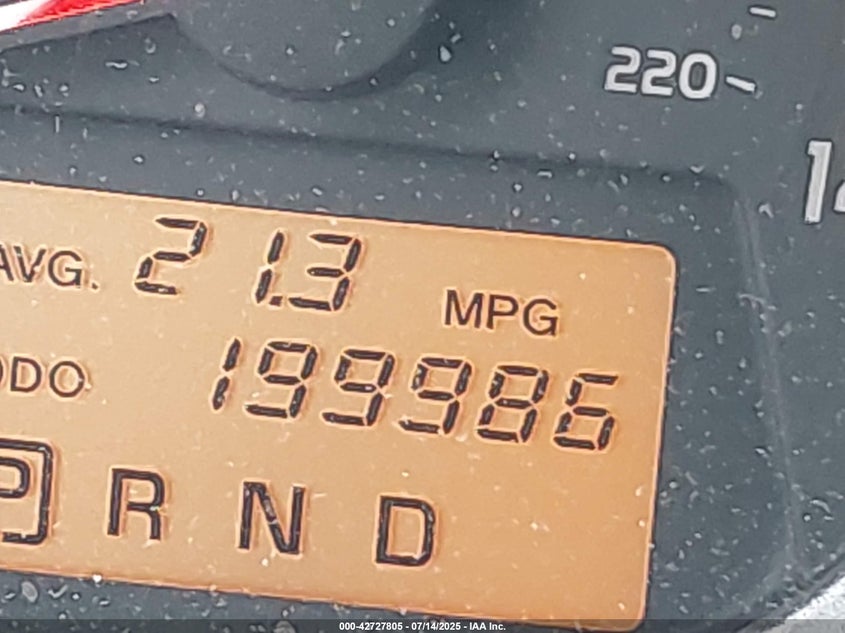 220
AVG. 21.3 MPG
ODO 199986
P R N D
000-42727805 - 07/14/2025 - IAA Inc.